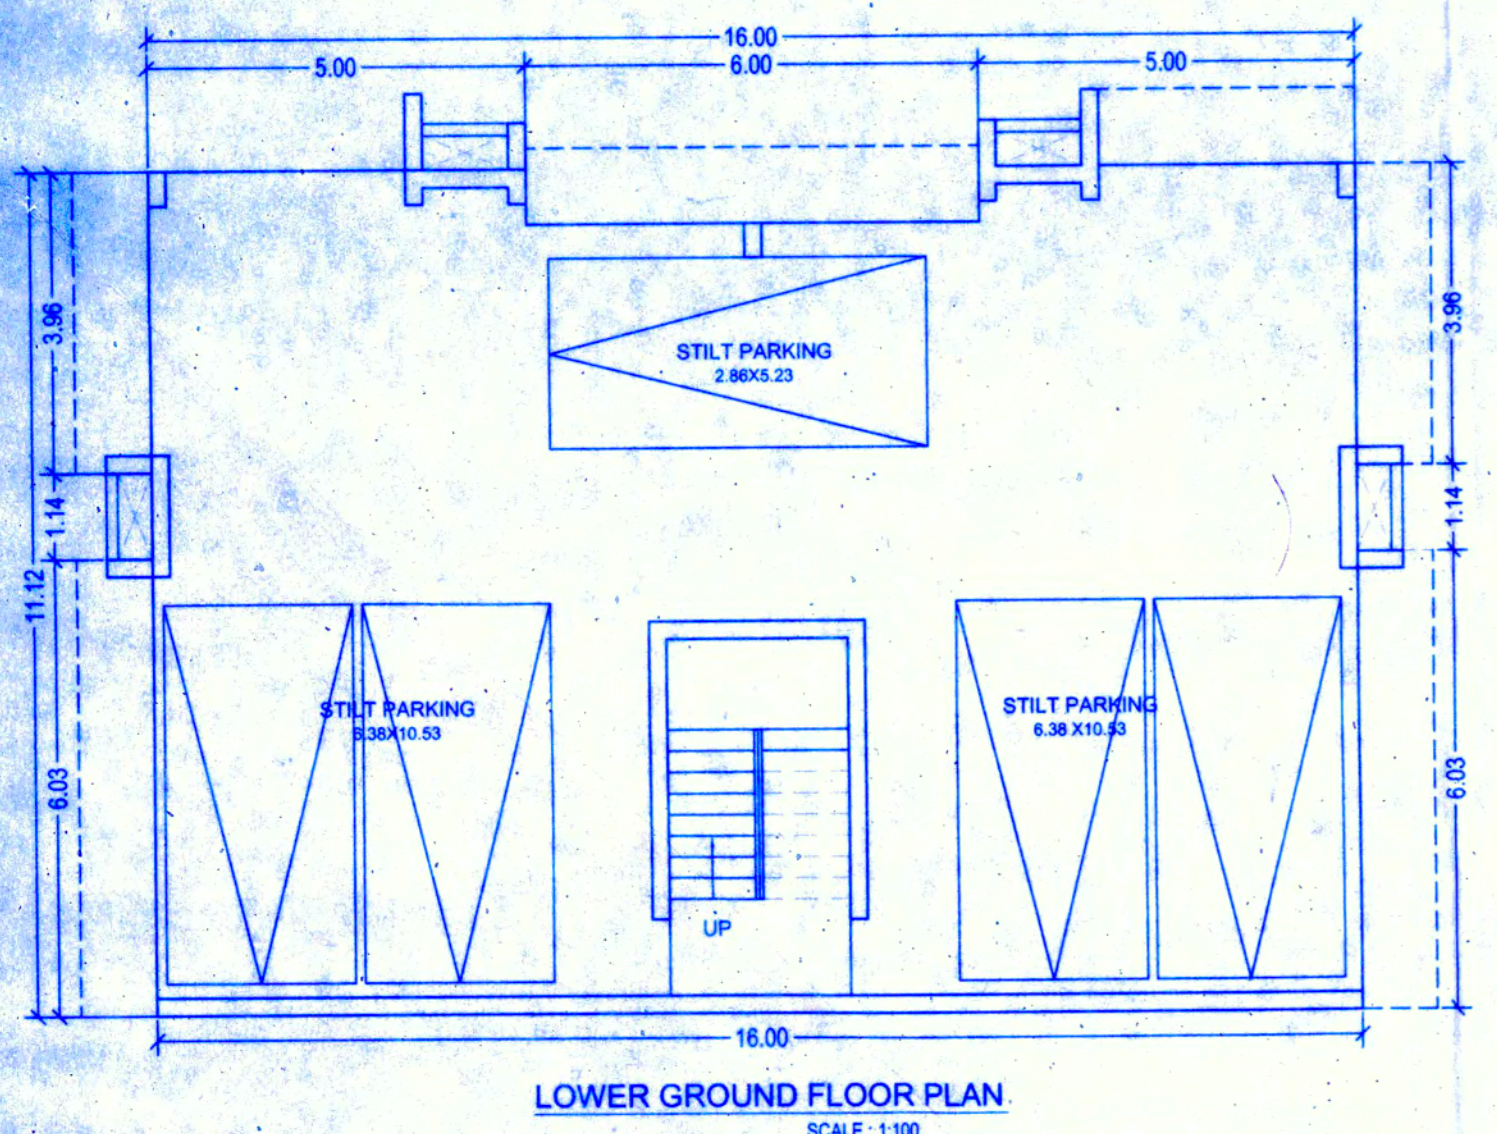 16.00
5.00 6.00 5.00
3.96 3.96
STILT PARKING
2.86X5.23
1.14 1.14
11.12
STILT PARKING STILT PARKING
6.38X10.53 6.38 X10.53
6.03 6.03
UP
16.00
LOWER GROUND FLOOR PLAN
SCALE : 1:100